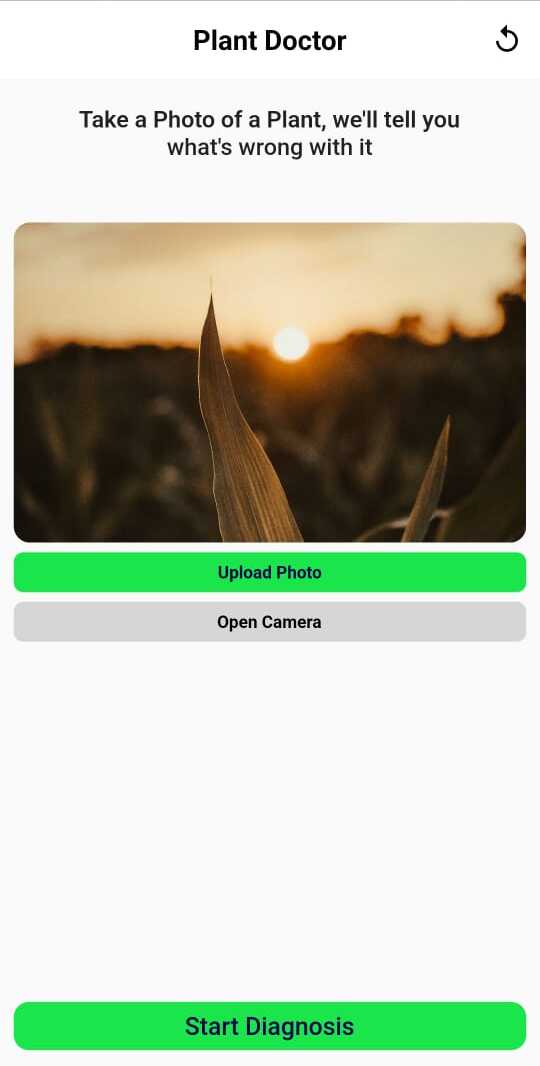 Plant Doctor
Take a Photo of a Plant, we'll tell you
what's wrong with it
Upload Photo
Open Camera
Start Diagnosis